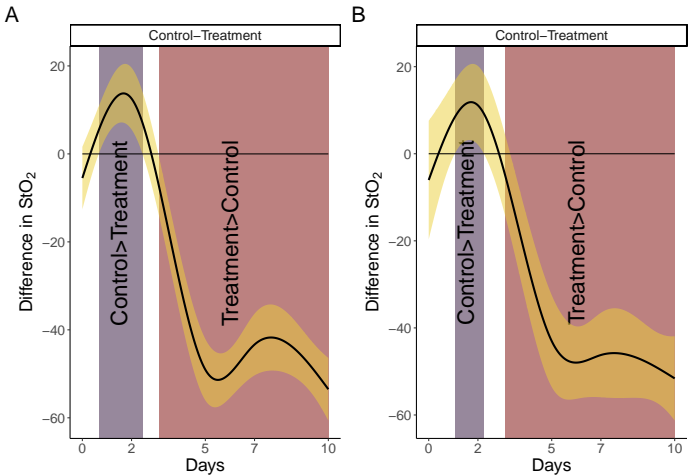 A
Control−Treatment
20
0
−20
−40
−60
Difference in StO2
Control>Treatment
Treatment>Control
0
2
5
7
10
Days
B
Control−Treatment
20
0
−20
−40
−60
Difference in StO2
Control>Treatment
Treatment>Control
0
2
5
7
10
Days